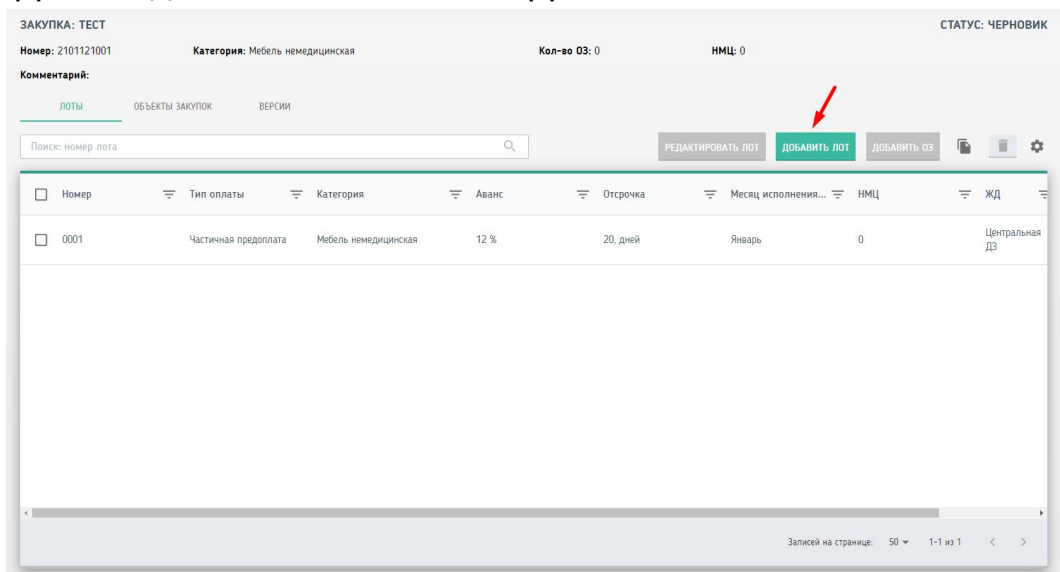 ЗАКУПКА: ТЕСТ СТАТУС: ЧЕРНОВИК
Номер: 2101121001 Категория: Мебель немедицинская Кол-во ОЗ: 0 НМЦ: 0
Комментарий:
ЛОТЫ ОБЪЕКТЫ ЗАКУПОК ВЕРСИИ
Поиск: номер лота РЕДАКТИРОВАТЬ ЛОТ ДОБАВИТЬ ЛОТ ДОБАВИТЬ ОЗ
Номер Тип оплаты Категория Аванс Отсрочка Месяц исполнения... НМЦ ЖД
0001 Частичная предоплата Мебель немедицинская 12 % 20, дней Январь 0 Центральная
ДЗ
Записей на странице: 50 1-1 из 1